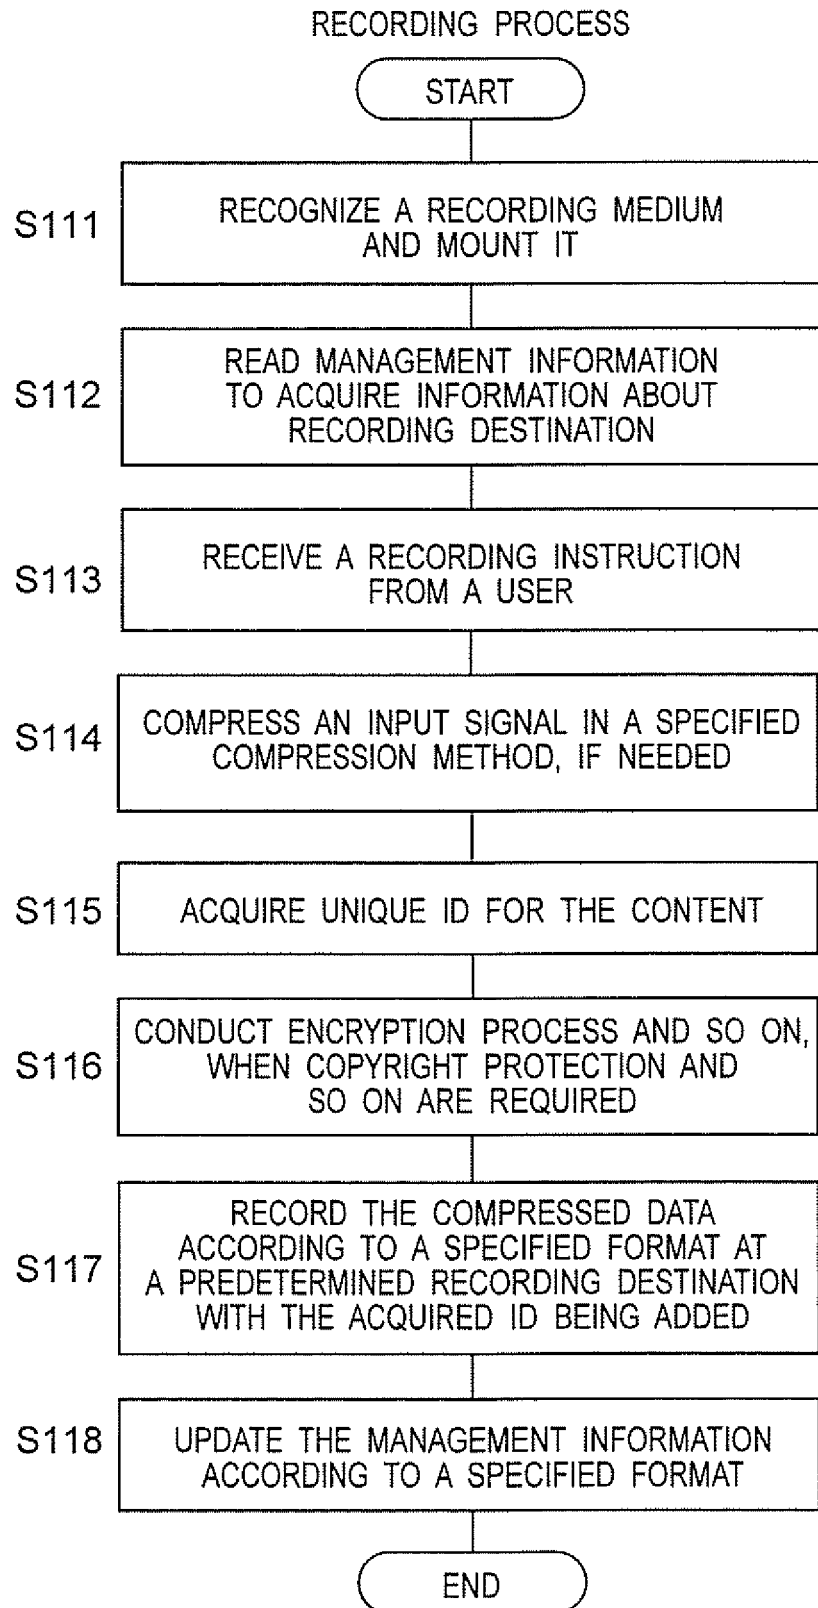 RECORDING PROCESS
START
S111
RECOGNIZE A RECORDING MEDIUM
AND MOUNT IT
S112
READ MANAGEMENT INFORMATION
TO ACQUIRE INFORMATION ABOUT
RECORDING DESTINATION
S113
RECEIVE A RECORDING INSTRUCTION
FROM A USER
S114
COMPRESS AN INPUT SIGNAL IN A SPECIFIED
COMPRESSION METHOD, IF NEEDED
S115
ACQUIRE UNIQUE ID FOR THE CONTENT
S116
CONDUCT ENCRYPTION PROCESS AND SO ON,
WHEN COPYRIGHT PROTECTION AND
SO ON ARE REQUIRED
S117
RECORD THE COMPRESSED DATA
ACCORDING TO A SPECIFIED FORMAT AT
A PREDETERMINED RECORDING DESTINATION
WITH THE ACQUIRED ID BEING ADDED
S118
UPDATE THE MANAGEMENT INFORMATION
ACCORDING TO A SPECIFIED FORMAT
END